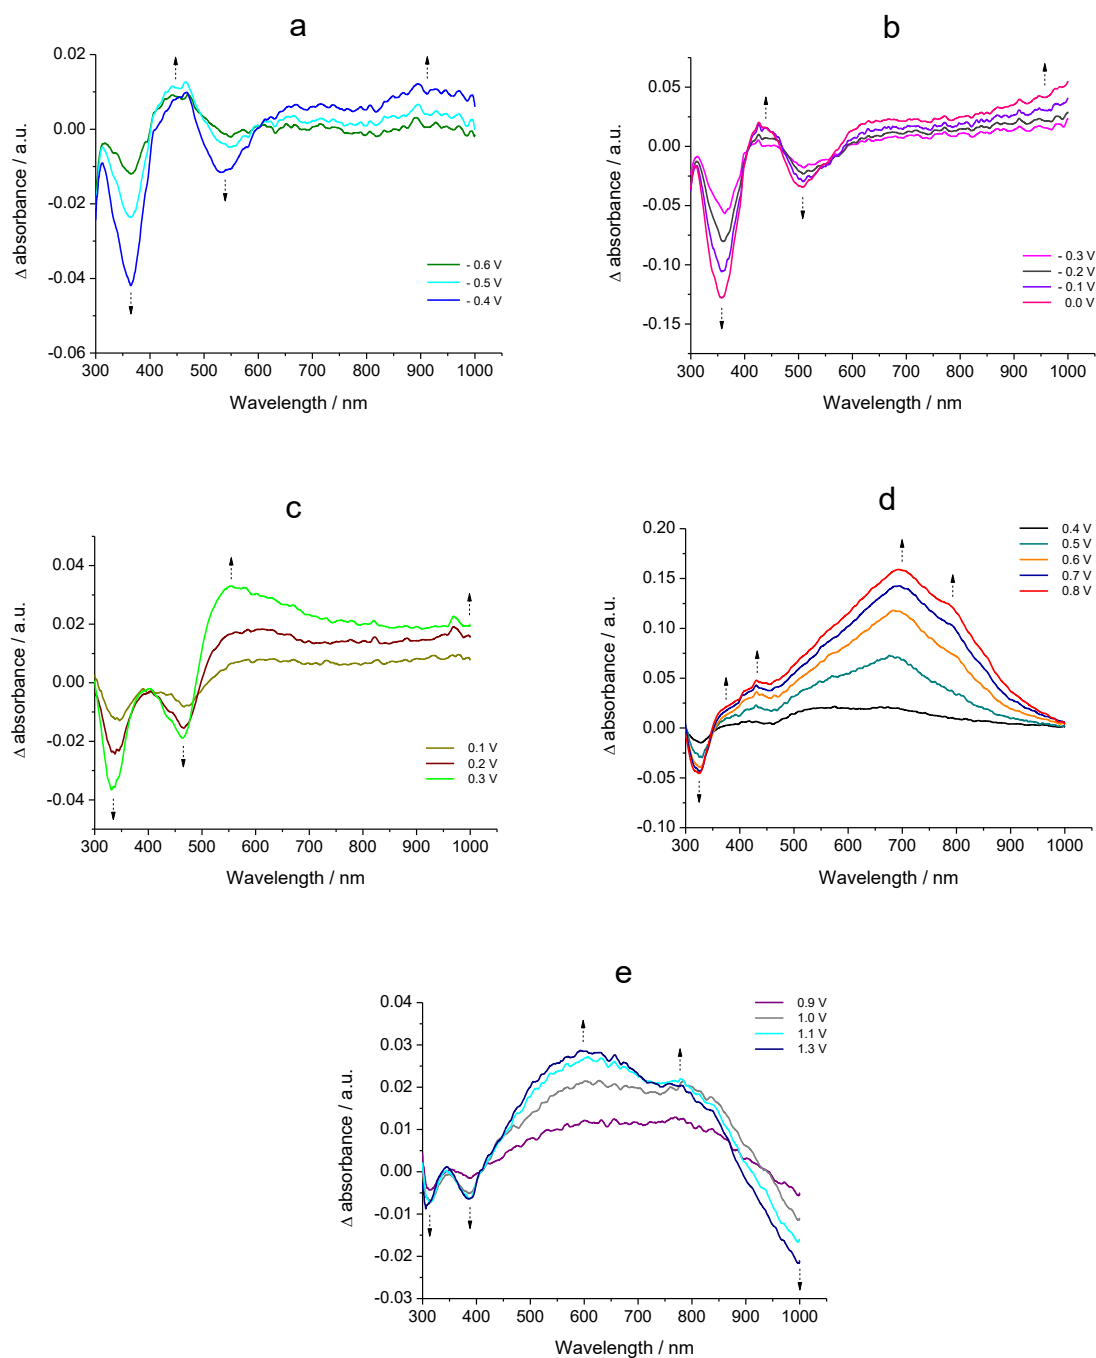 a
0.02
0.00
-0.02
-0.04
-0.06
Δ absorbance / a.u.
- 0.6 V
- 0.5 V
- 0.4 V
300 400 500 600 700 800 900 1000
Wavelength / nm
b
0.05
0.00
-0.05
-0.10
-0.15
Δ absorbance / a.u.
- 0.3 V
- 0.2 V
- 0.1 V
0.0 V
300 400 500 600 700 800 900 1000
Wavelength / nm
c
0.04
0.02
0.00
-0.02
-0.04
Δ absorbance / a.u.
0.1 V
0.2 V
0.3 V
300 400 500 600 700 800 900 1000
Wavelength / nm
d
0.20
0.15
0.10
0.05
0.00
-0.05
-0.10
Δ absorbance / a.u.
0.4 V
0.5 V
0.6 V
0.7 V
0.8 V
300 400 500 600 700 800 900 1000
Wavelength / nm
e
0.04
0.03
0.02
0.01
0.00
-0.01
-0.02
-0.03
Δ absorbance / a.u.
0.9 V
1.0 V
1.1 V
1.3 V
300 400 500 600 700 800 900 1000
Wavelength / nm